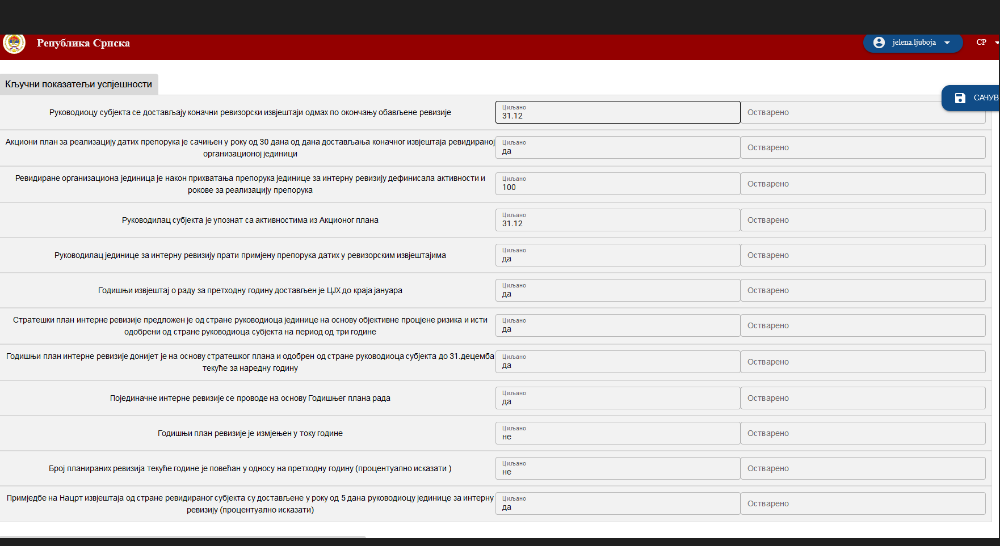 Република Српска
jelena.ljuboja
СР
Кључни показатељи успјешности
САЧУВ
Руководиоцу субјекта се достављају коначни ревизорски извјештаји одмах по окончању обављене ревизије
Циљано
31.12
Остварено
Акциони план за реализацију датих препорука је сачињен у року од 30 дана од дана достављања коначног извјештаја ревидираној
организационој јединици
Циљано
да
Остварено
Ревидиране организациона јединица је након прихватања препорука јединице за интерну ревизију дефинисала активности и
рокове за реализацију препорука
Циљано
100
Остварено
Руководилац субјекта је упознат са активностима из Акционог плана
Циљано
31.12
Остварено
Руководилац јединице за интерну ревизију прати примјену препорука датих у ревизорским извјештајима
Циљано
да
Остварено
Годишњи извјештај о раду за претходну годину достављен је ЦЈХ до краја јануара
Циљано
да
Остварено
Стратешки план интерне ревизије предложен је од стране руководиоца јединице на основу објективне процјене ризика и исти
одобрени од стране руководиоца субјекта на период од три године
Циљано
да
Остварено
Годишњи план интерне ревизије донијет је на основу стратешког плана и одобрен од стране руководиоца субјекта до 31.децемба
текуће за наредну годину
Циљано
да
Остварено
Појединачне интерне ревизије се проводе на основу Годишњег плана рада
Циљано
да
Остварено
Годишњи план ревизије је измјењен у току године
Циљано
не
Остварено
Број планираних ревизија текуће године је повећан у односу на претходну годину (процентуално исказати )
Циљано
не
Остварено
Примједбе на Нацрт извјештаја од стране ревидираног субјекта су достављене у року од 5 дана руководиоцу јединице за интерну
ревизију (процентуално исказати)
Циљано
да
Остварено